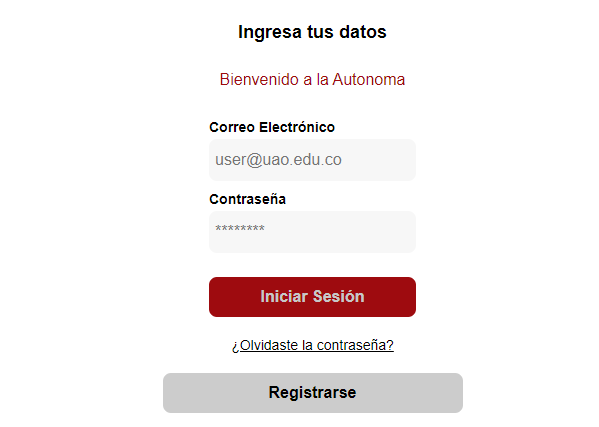 Ingresa tus datos
Bienvenido a la Autonoma
Correo Electrónico
user@uao.edu.co
Contraseña
********
Iniciar Sesión
¿Olvidaste la contraseña?
Registrarse